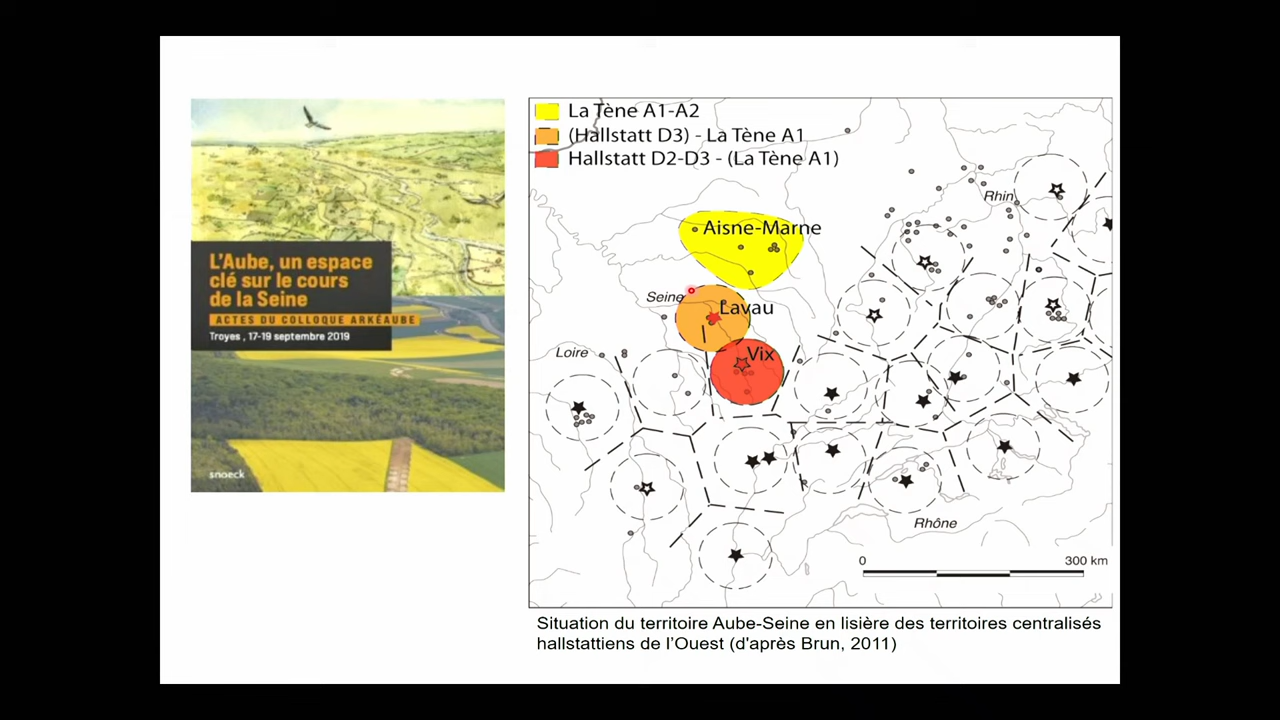 L'Aube, un espace
clé sur le cours
de la Seine
ACTES DU COLLOQUE ARKÉAUBE
Troyes, 17-19 septembre 2019
snoeck
La Tène A1-A2
(Hallstatt D3) - La Tène A1
Hallstatt D2-D3 - (La Tène A1)
Rhin
Aisne-Marne
Seine
Lavau
Loire
Vix
Rhône
0
300 km
Situation du territoire Aube-Seine en lisière des territoires centralisés
hallstattiens de l'Ouest (d'après Brun, 2011)